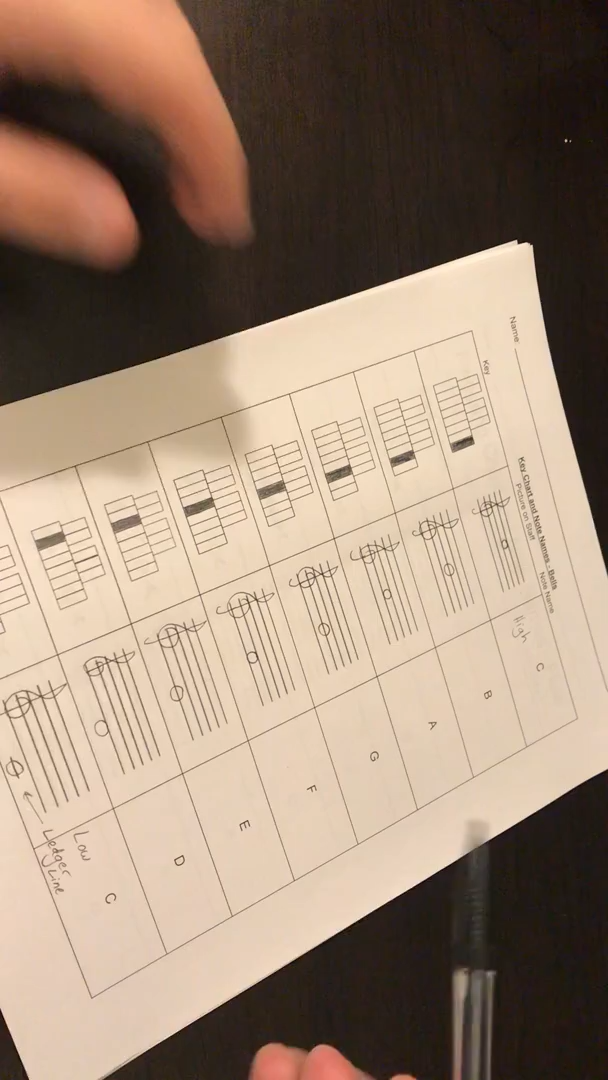 Name:
Key Chart and Note Names - Bells
Key
Picture on Staff
Note Name
High
C
B
A
G
F
E
D
Low
C
Ledger
Line